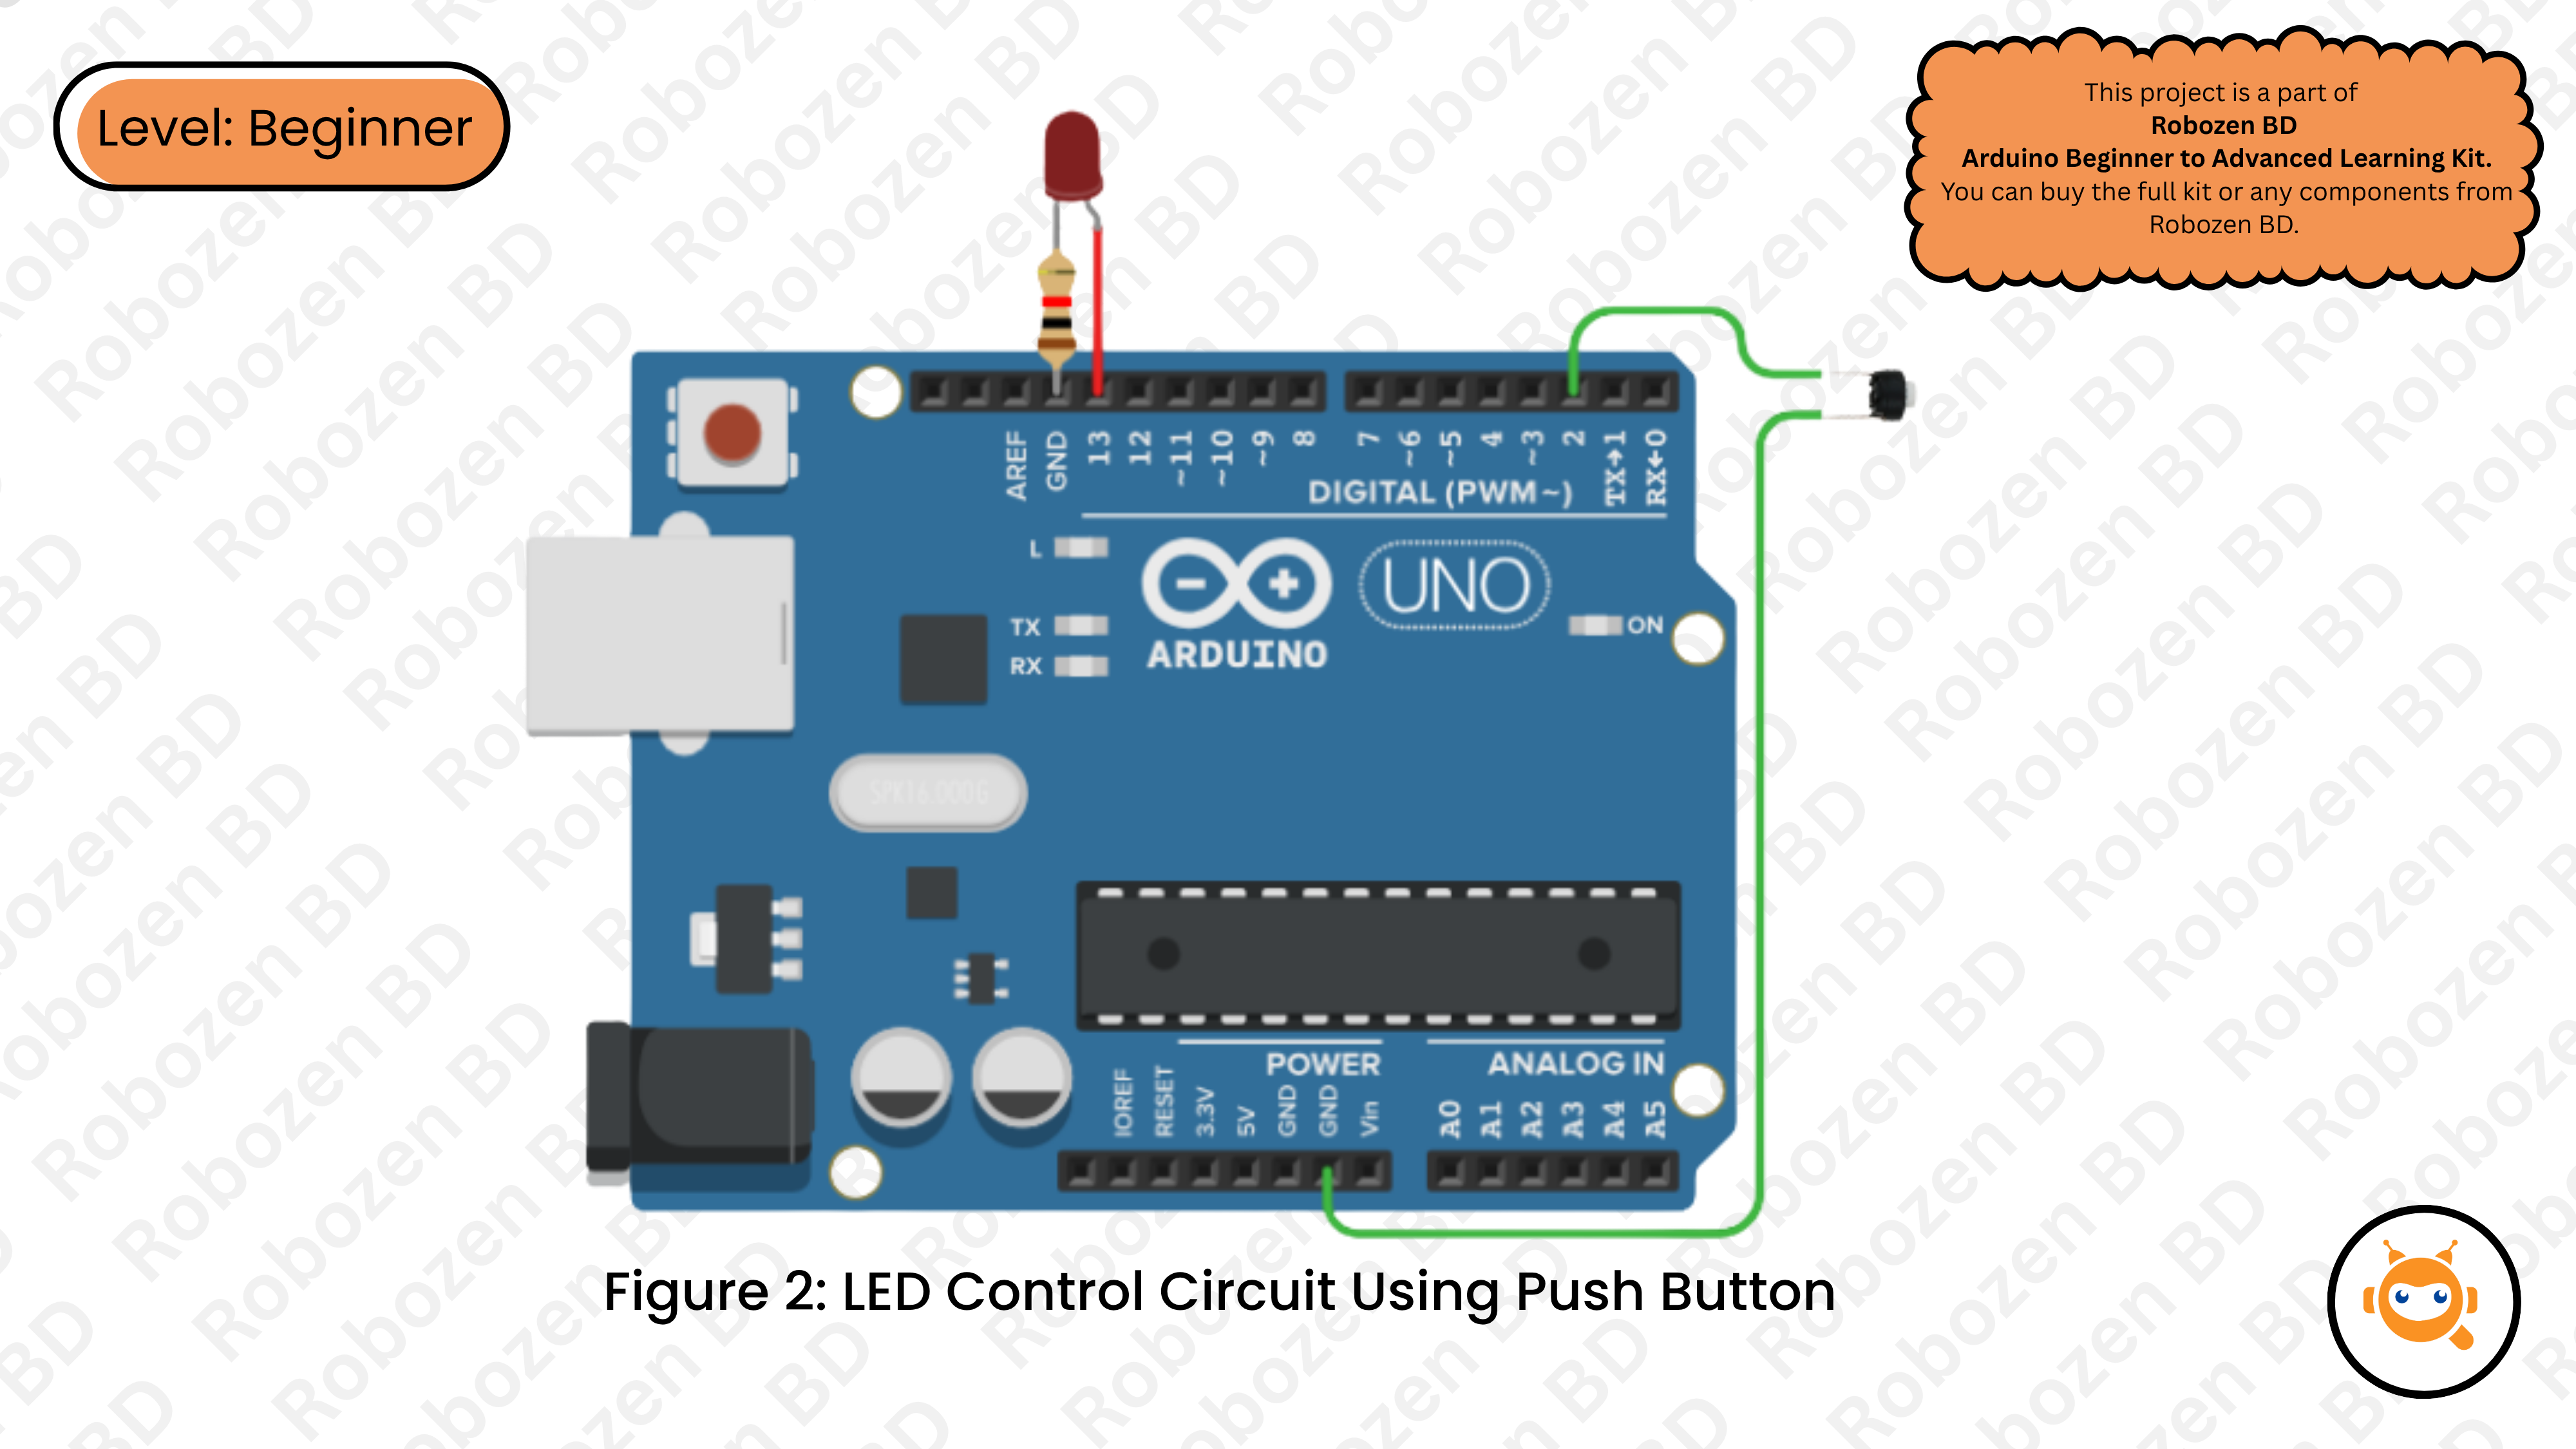 Level: Beginner
This project is a part of
Robozen BD
Arduino Beginner to Advanced Learning Kit.
You can buy the full kit or any components from
Robozen BD.
AREF
GND
13
12
~11
~10
~9
8
7
~6
~5
4
~3
2
TX→1
RX←0
DIGITAL (PWM~)
L
TX
RX
ARDUINO
UNO
ON
SPK16.000G
POWER
ANALOG IN
IOREF
RESET
3.3V
5V
GND
GND
Vin
A0
A1
A2
A3
A4
A5
Figure 2: LED Control Circuit Using Push Button
Robozen BD